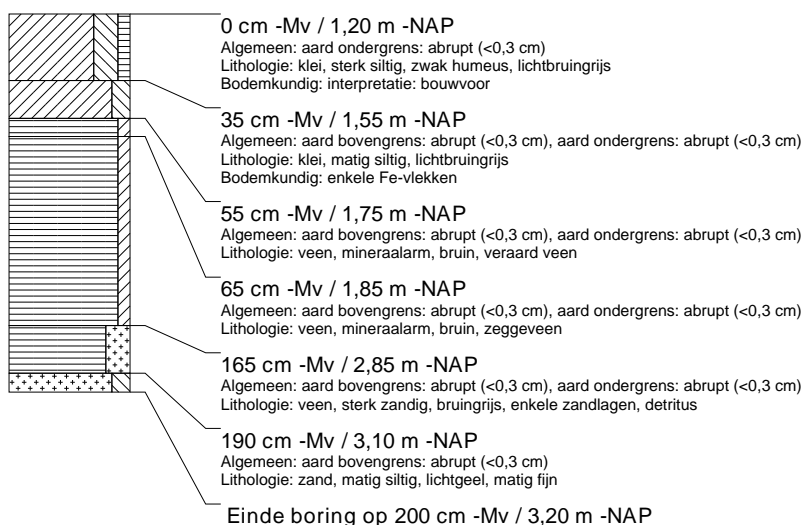 0 cm -Mv / 1,20 m -NAP
Algemeen: aard ondergrens: abrupt (<0,3 cm)
Lithologie: klei, sterk siltig, zwak humeus, lichtbruingrijs
Bodemkundig: interpretatie: bouwvoor
35 cm -Mv / 1,55 m -NAP
Algemeen: aard bovengrens: abrupt (<0,3 cm), aard ondergrens: abrupt (<0,3 cm)
Lithologie: klei, matig siltig, lichtbruingrijs
Bodemkundig: enkele Fe-vlekken
55 cm -Mv / 1,75 m -NAP
Algemeen: aard bovengrens: abrupt (<0,3 cm), aard ondergrens: abrupt (<0,3 cm)
Lithologie: veen, mineraalarm, bruin, veraard veen
65 cm -Mv / 1,85 m -NAP
Algemeen: aard bovengrens: abrupt (<0,3 cm), aard ondergrens: abrupt (<0,3 cm)
Lithologie: veen, mineraalarm, bruin, zeggeveen
165 cm -Mv / 2,85 m -NAP
Algemeen: aard bovengrens: abrupt (<0,3 cm), aard ondergrens: abrupt (<0,3 cm)
Lithologie: veen, sterk zandig, bruingrijs, enkele zandlagen, detritus
190 cm -Mv / 3,10 m -NAP
Algemeen: aard bovengrens: abrupt (<0,3 cm)
Lithologie: zand, matig siltig, lichtgeel, matig fijn
Einde boring op 200 cm -Mv / 3,20 m -NAP